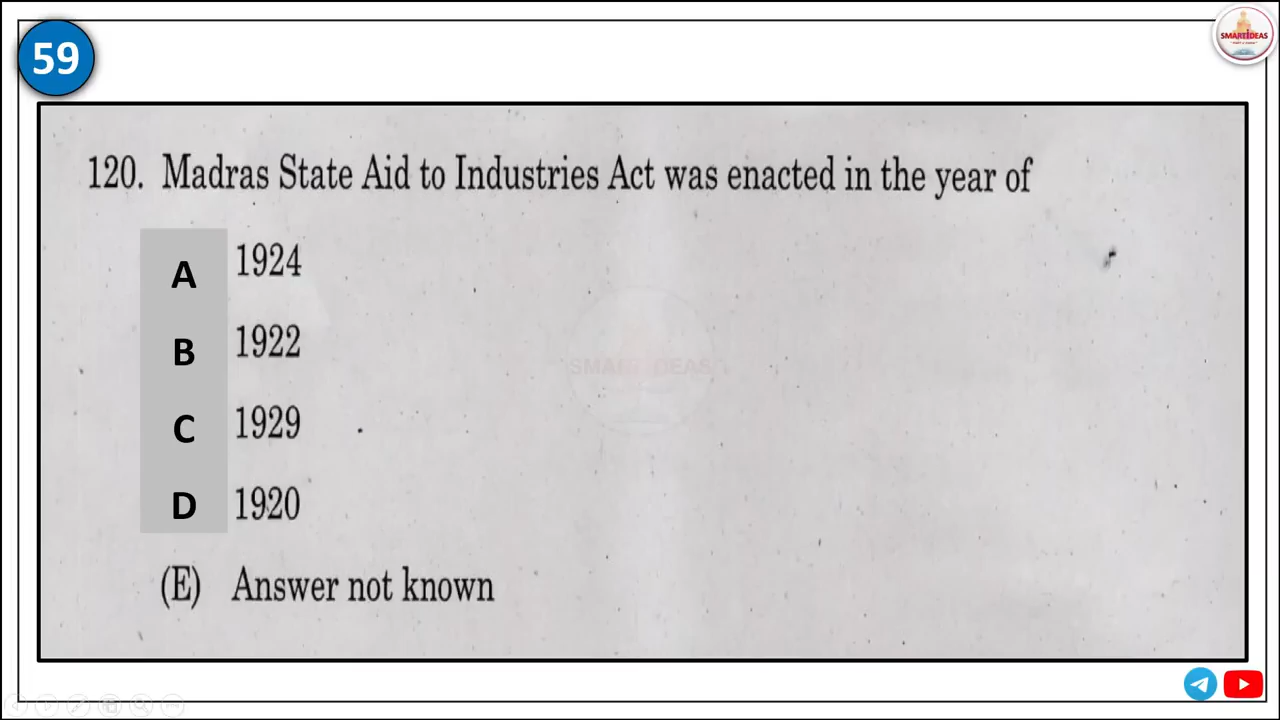 59
SMARTIDEAS
120. Madras State Aid to Industries Act was enacted in the year of
A 1924
B 1922
C 1929
D 1920
(E) Answer not known